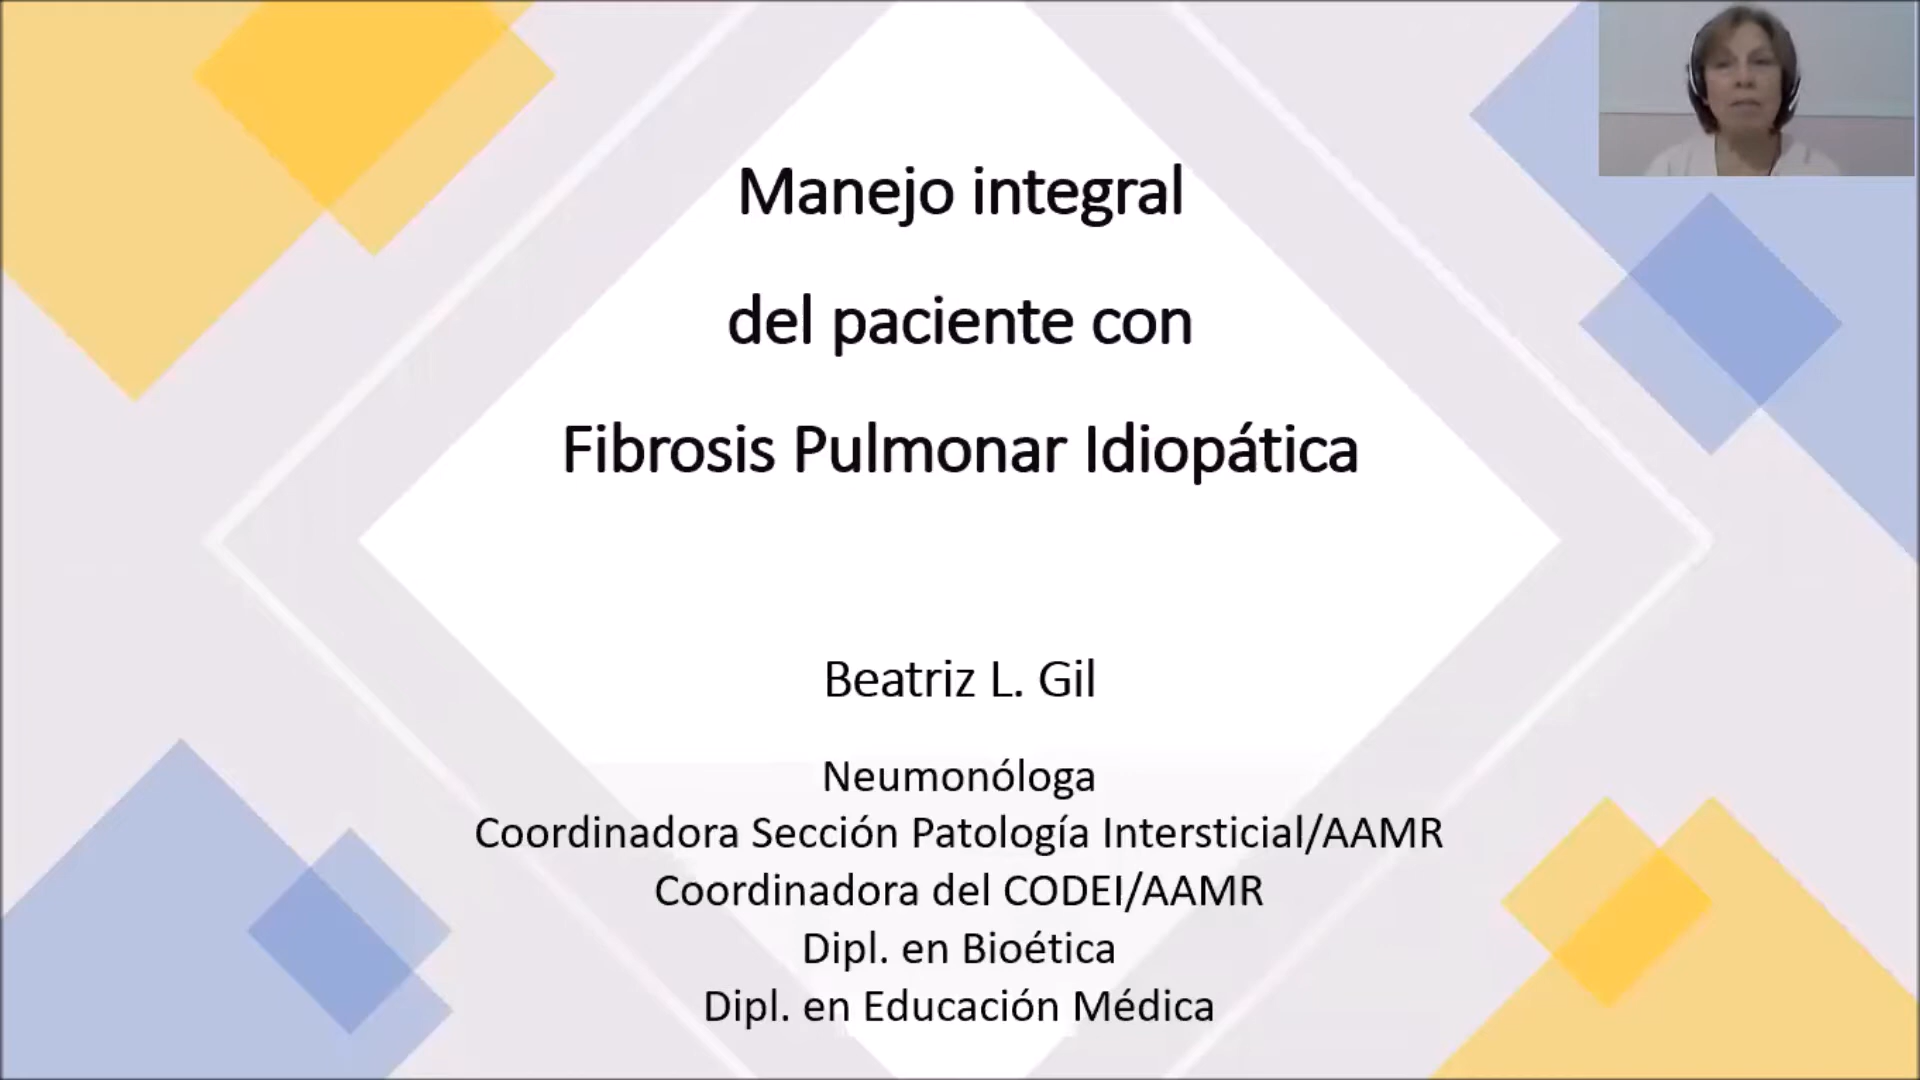 Manejo integral
del paciente con
Fibrosis Pulmonar Idiopática
Beatriz L. Gil
Neumonóloga
Coordinadora Sección Patología Intersticial/AAMR
Coordinadora del CODEI/AAMR
Dipl. en Bioética
Dipl. en Educación Médica